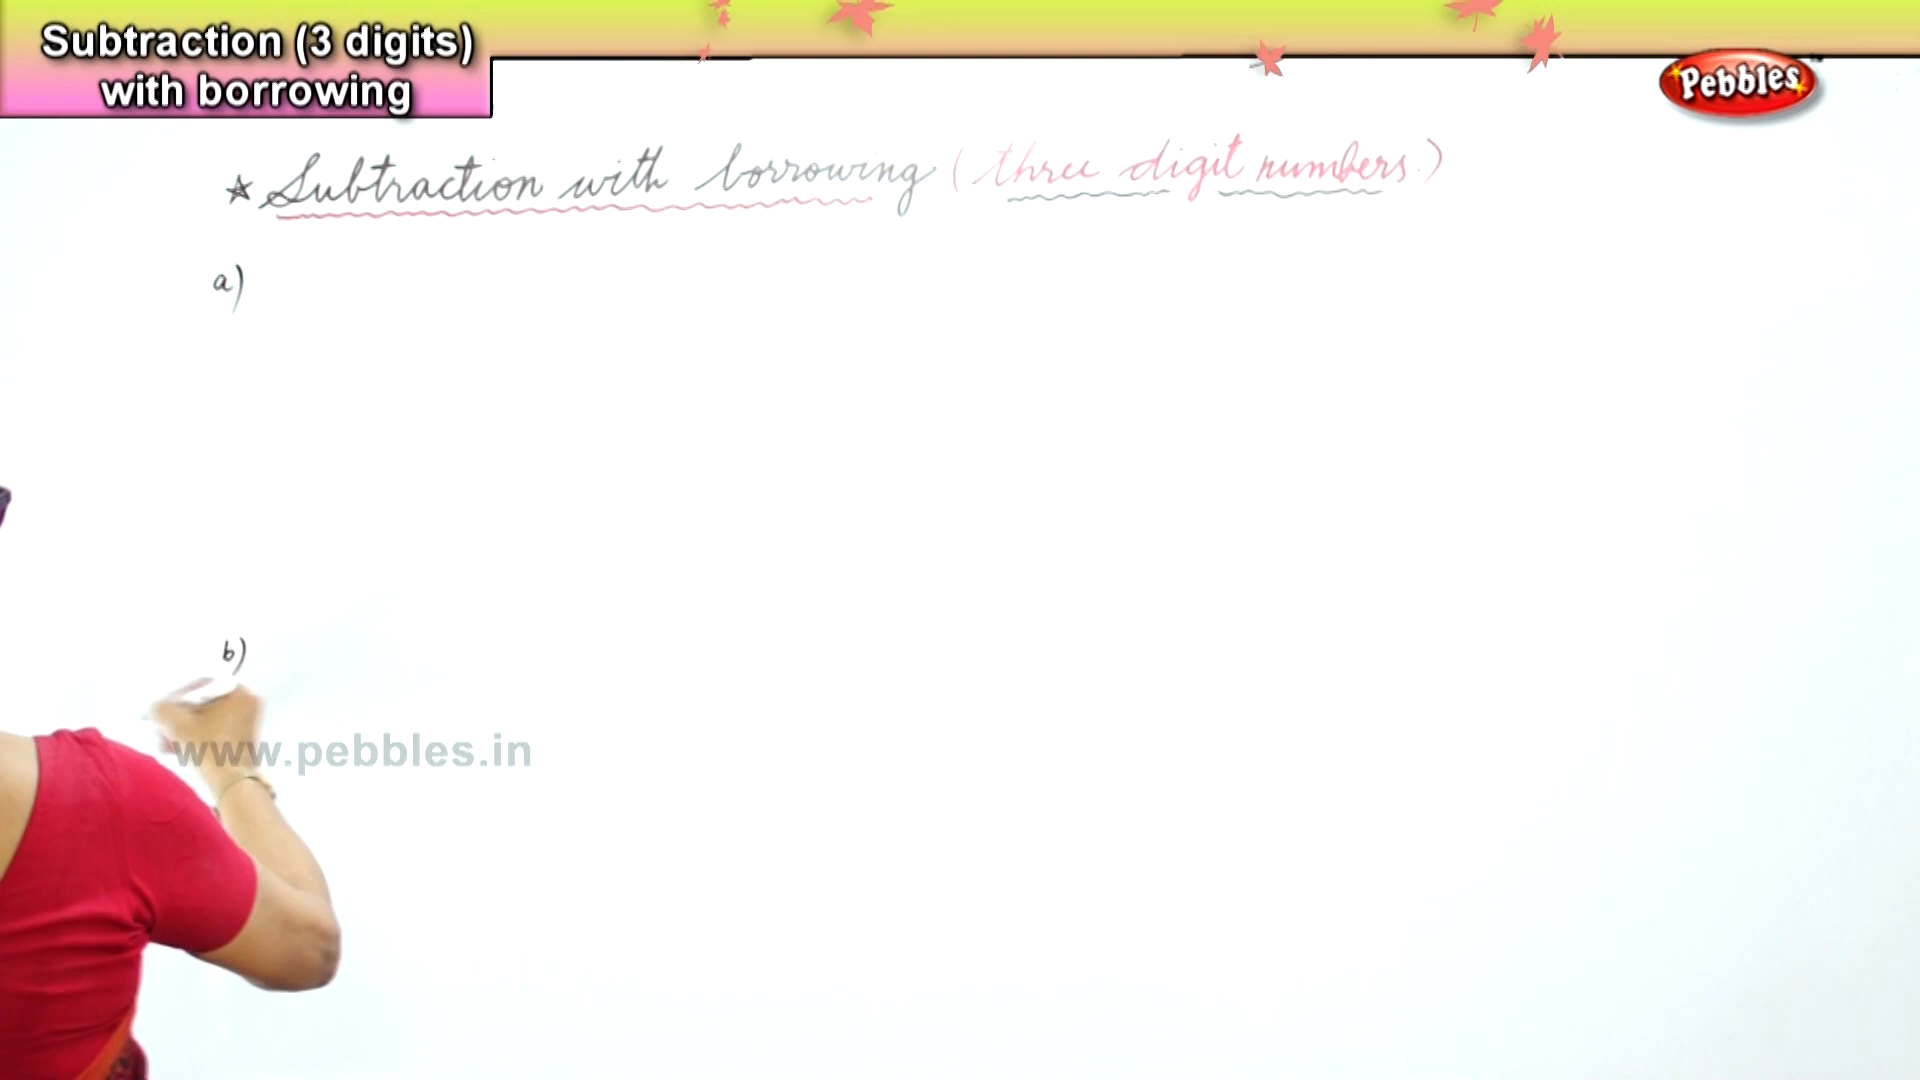 Subtraction (3 digits)
with borrowing
Pebbles
★ Subtraction with borrowing (three digit numbers.)
a)
b)
www.pebbles.in